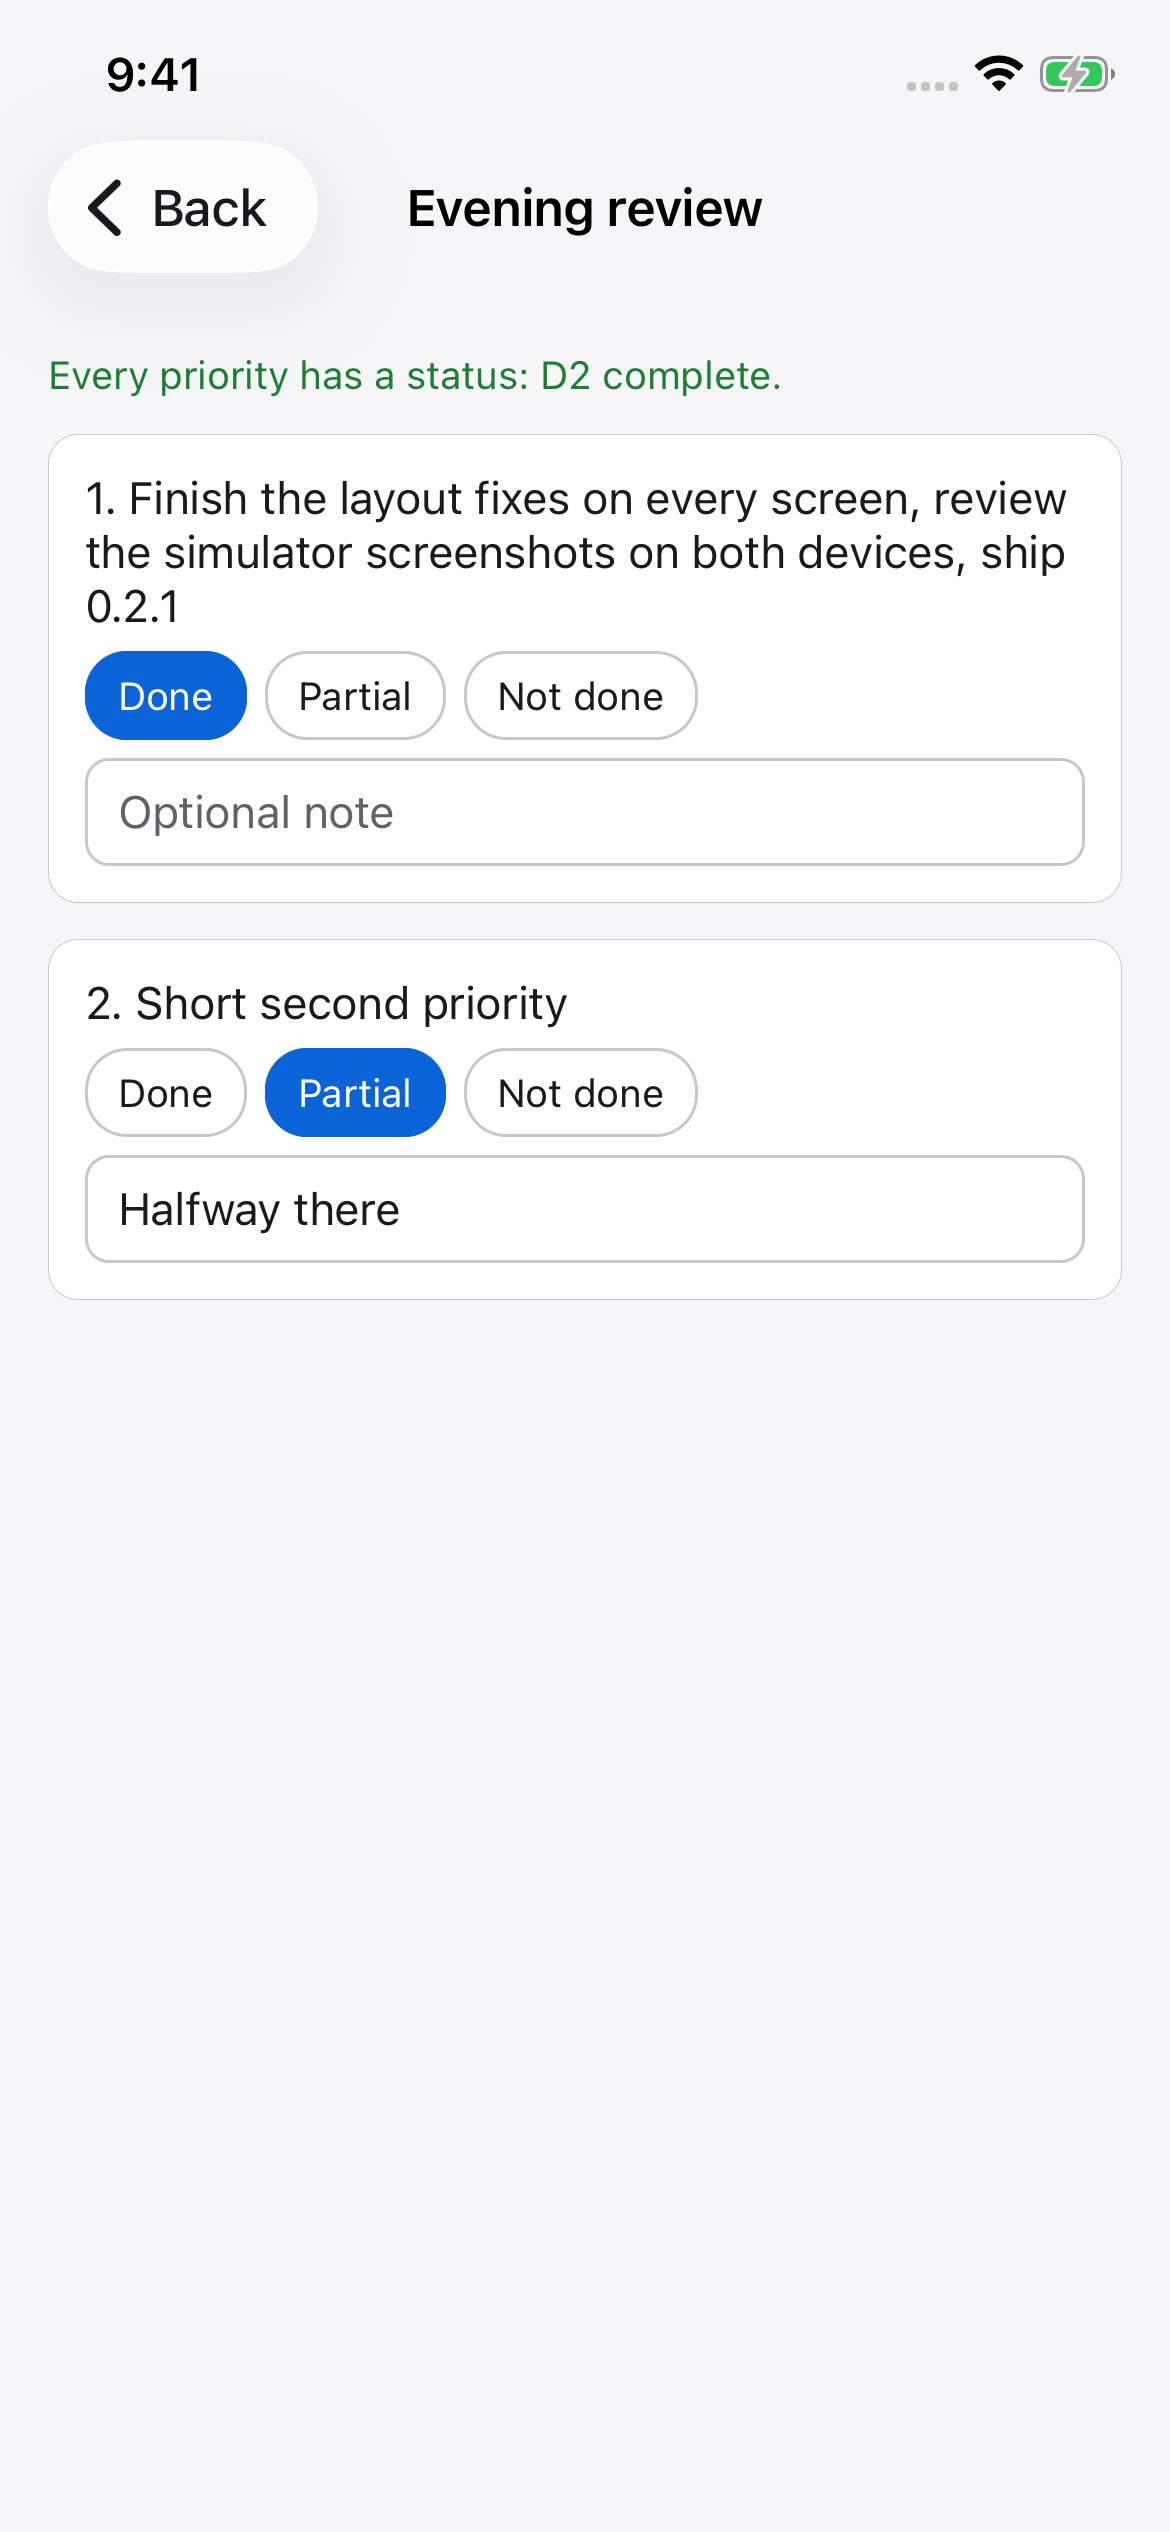 9:41
Back
Evening review
Every priority has a status: D2 complete.
1. Finish the layout fixes on every screen, review
the simulator screenshots on both devices, ship
0.2.1
Done Partial Not done
Optional note
2. Short second priority
Done Partial Not done
Halfway there